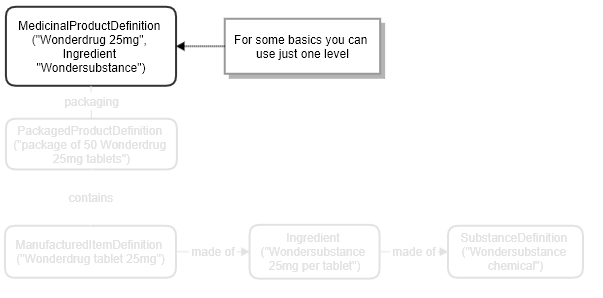 MedicinalProductDefinition
("Wonderdrug 25mg",
Ingredient
"Wondersubstance")
For some basics you can
use just one level
packaging
PackagedProductDefinition
("package of 50 Wonderdrug
25mg tablets")
contains
ManufacturedItemDefinition
("Wonderdrug tablet 25mg")
made of
Ingredient
("Wondersubstance
25mg per tablet")
made of
SubstanceDefinition
("Wondersubstance
chemical")